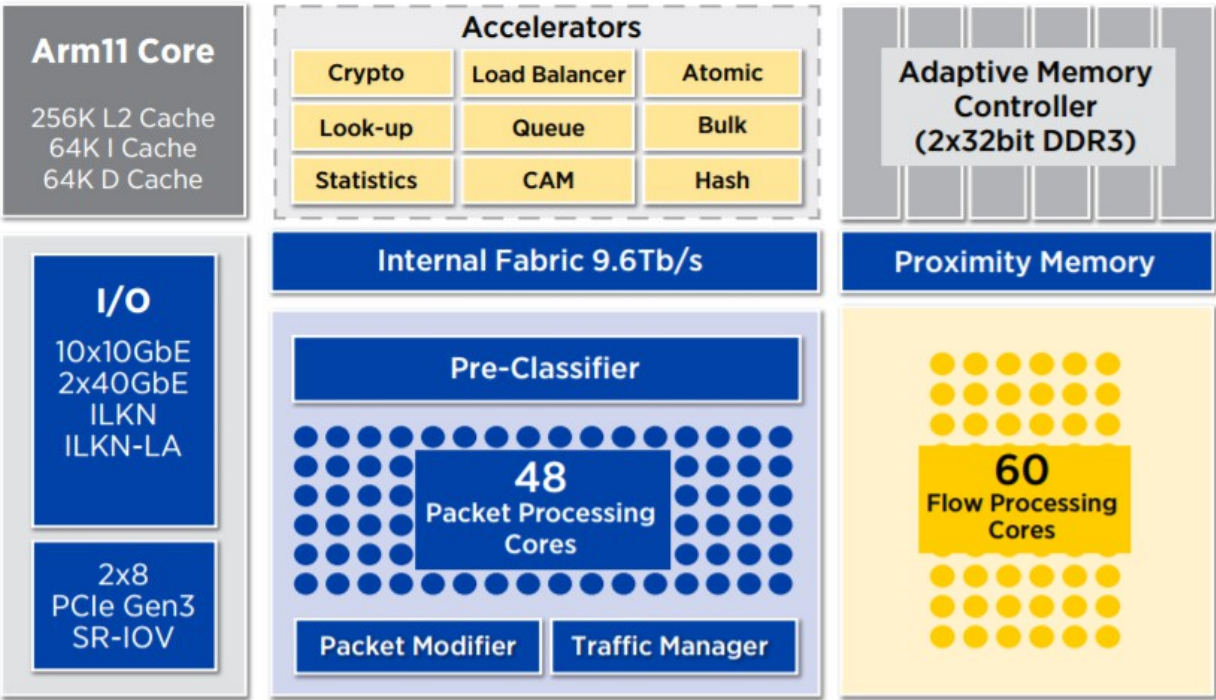 Arm11 Core
256K L2 Cache
64K I Cache
64K D Cache
Accelerators
Crypto
Load Balancer
Atomic
Look-up
Queue
Bulk
Statistics
CAM
Hash
Adaptive Memory
Controller
(2x32bit DDR3)
Internal Fabric 9.6Tb/s
Proximity Memory
I/O
10x10GbE
2x40GbE
ILKN
ILKN-LA
2x8
PCIe Gen3
SR-IOV
Pre-Classifier
48
Packet Processing
Cores
Packet Modifier
Traffic Manager
60
Flow Processing
Cores